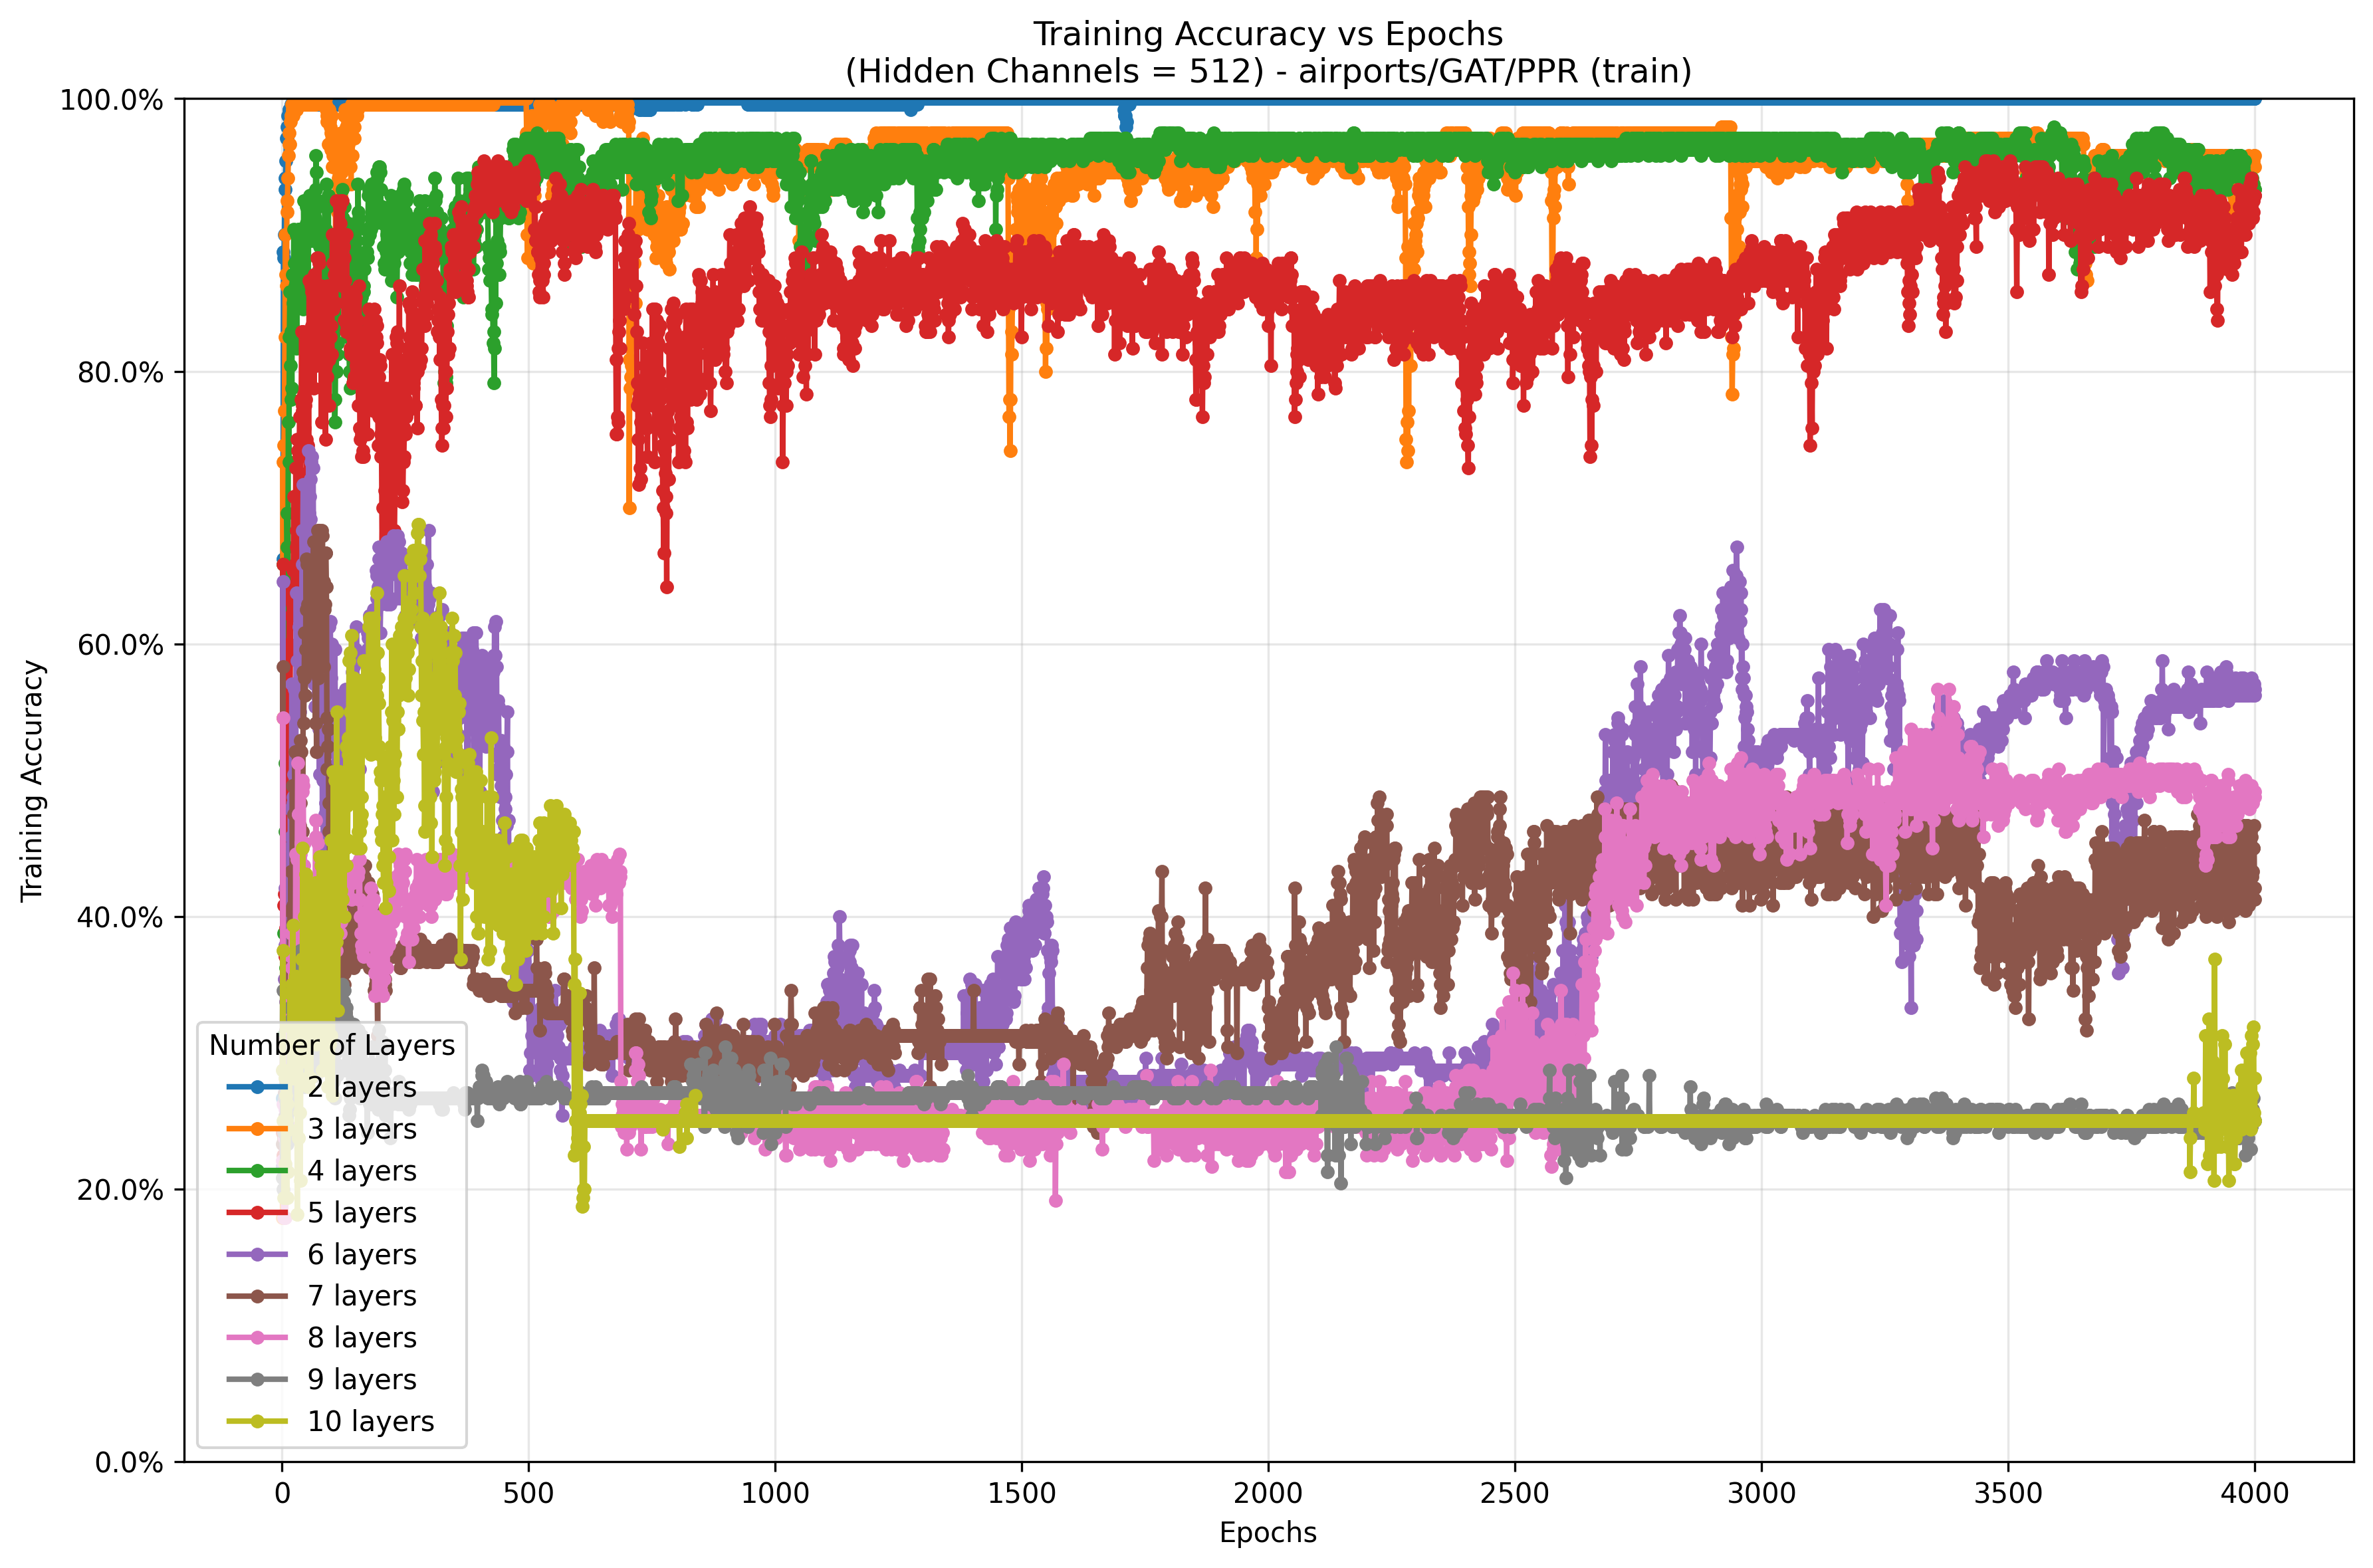 Training Accuracy vs Epochs
(Hidden Channels = 512) - airports/GAT/PPR (train)
100.0%
80.0%
60.0%
40.0%
20.0%
0.0%
Training Accuracy
Number of Layers
2 layers
3 layers
4 layers
5 layers
6 layers
7 layers
8 layers
9 layers
10 layers
0
500
1000
1500
2000
2500
3000
3500
4000
Epochs